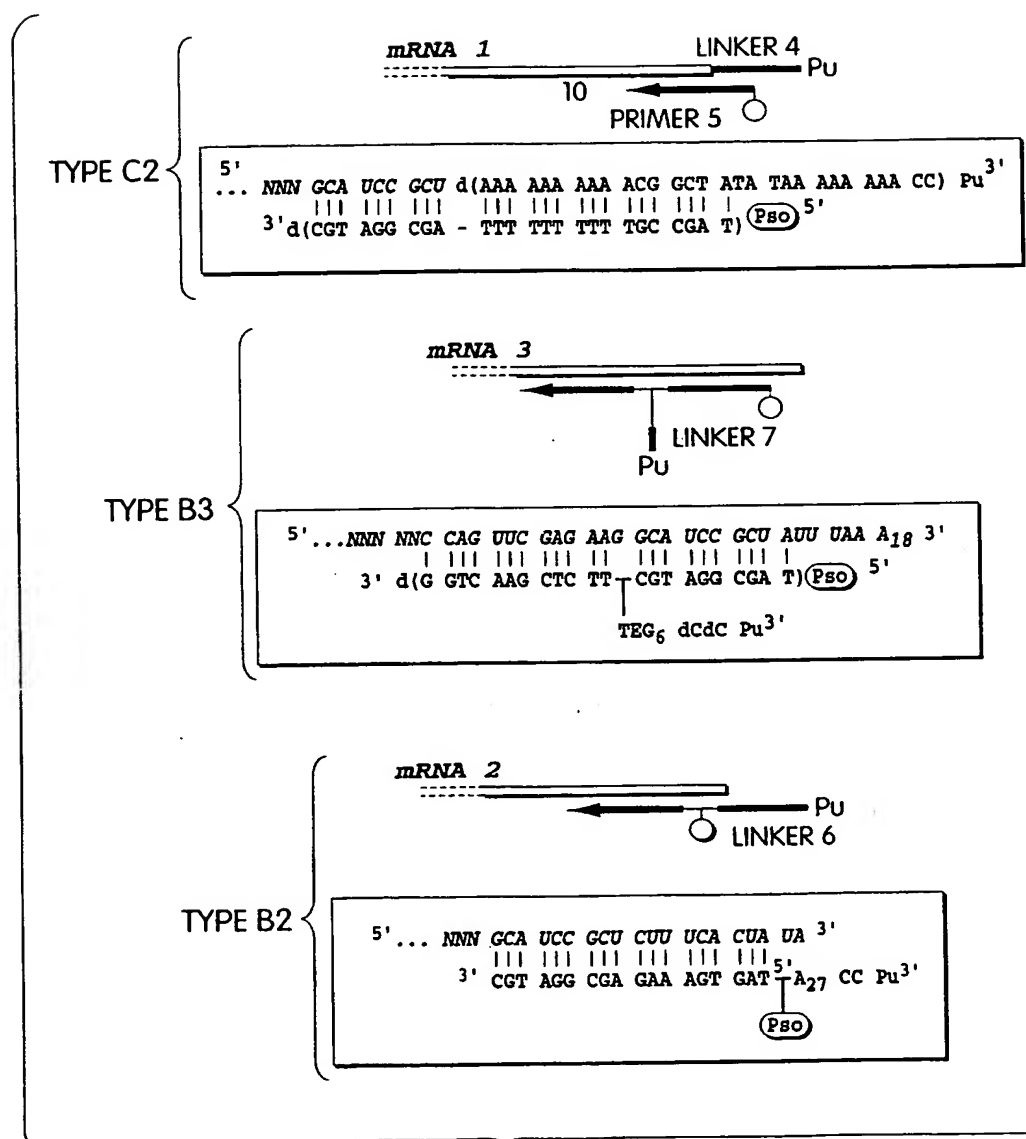 mRNA 1
LINKER 4
Pu
10
PRIMER 5
TYPE C2
5'
... NNN GCA UCC GCU d(AAA AAA AAA ACG GCT ATA TAA AAA AAA CC) Pu3'
3'd(CGT AGG CGA - TTT TTT TTT TGC CGA T) Pso 5'
mRNA 3
LINKER 7
Pu
TYPE B3
5'...NNN NNC CAG UUC GAG AAG GCA UCC GCU AUU UAA A18 3'
3' d(G GTC AAG CTC TT CGT AGG CGA T) Pso 5'
TEG6 dCdC Pu3'
mRNA 2
Pu
LINKER 6
TYPE B2
5'... NNN GCA UCC GCU CUU UCA CUA UA 3'
3' CGT AGG CGA GAA AGT GAT 5' A27 CC Pu3'
Pso